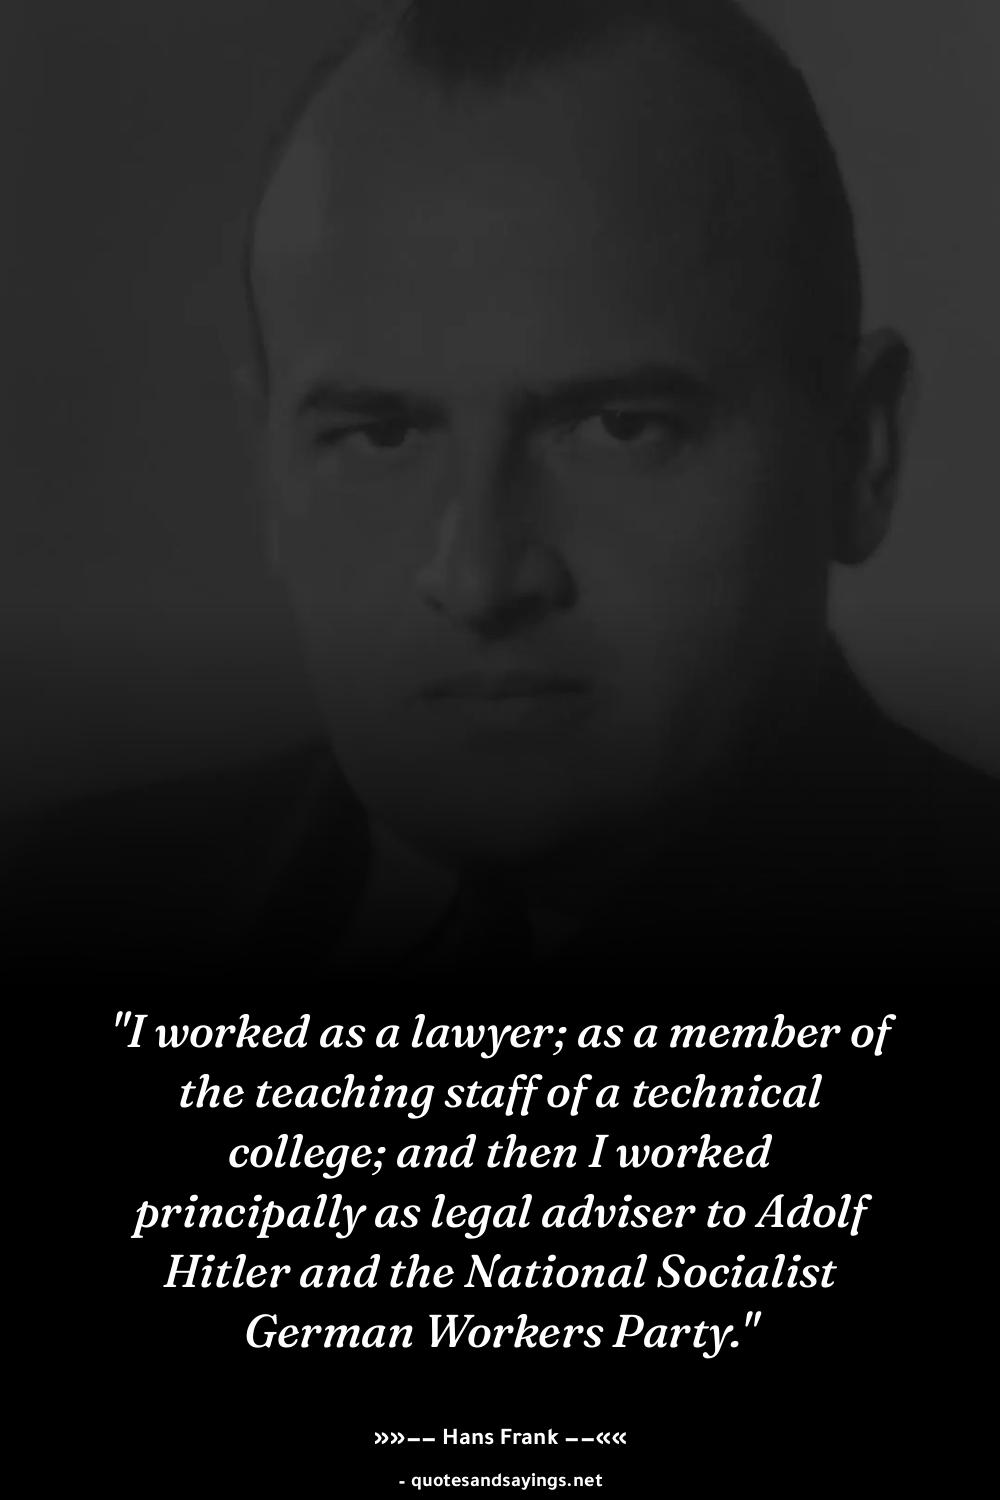 "I worked as a lawyer; as a member of
the teaching staff of a technical
college; and then I worked
principally as legal adviser to Adolf
Hitler and the National Socialist
German Workers Party."
»»—— Hans Frank ——««
- quotesandsayings.net